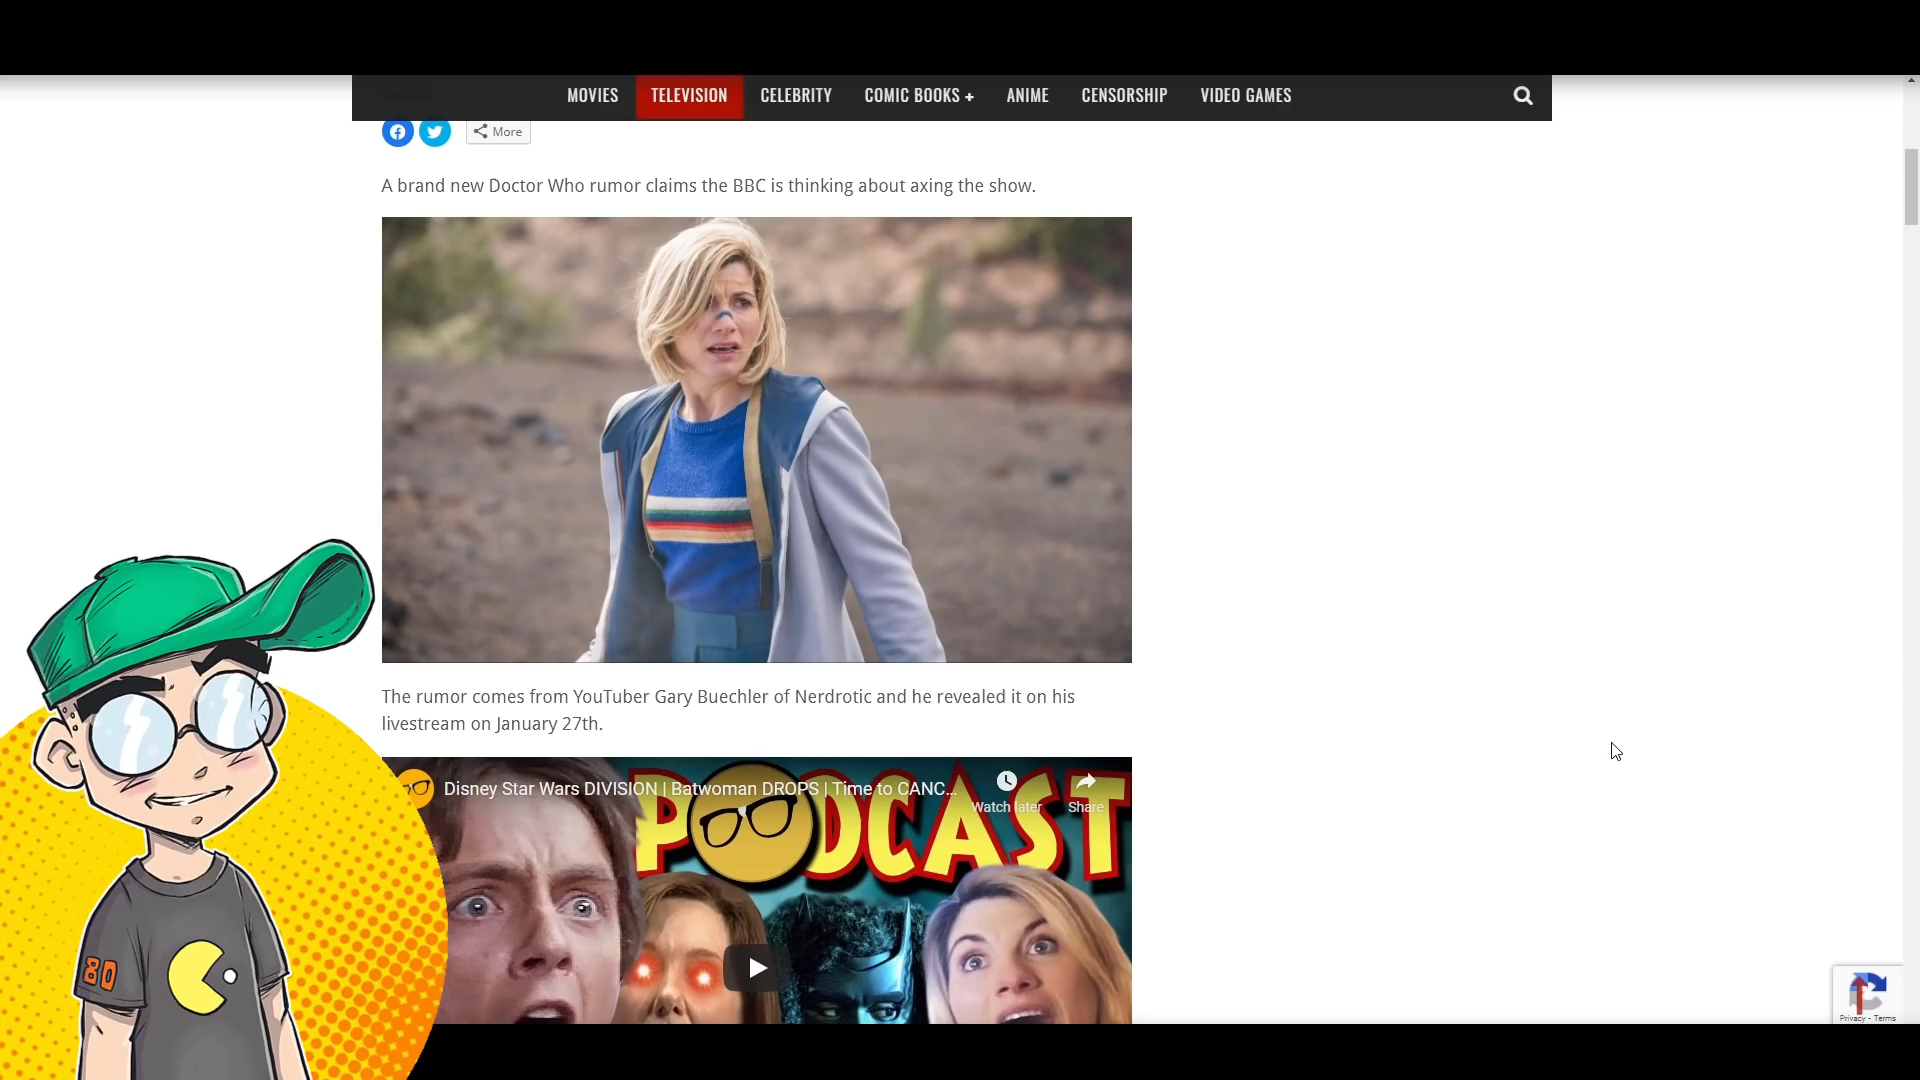 MOVIES TELEVISION CELEBRITY COMIC BOOKS + ANIME CENSORSHIP VIDEO GAMES
More
A brand new Doctor Who rumor claims the BBC is thinking about axing the show.
The rumor comes from YouTuber Gary Buechler of Nerdrotic and he revealed it on his
livestream on January 27th.
Disney Star Wars DIVISION | Batwoman DROPS | Time to CANC...
Watch later
Share
PODCAST
80
Privacy - Terms